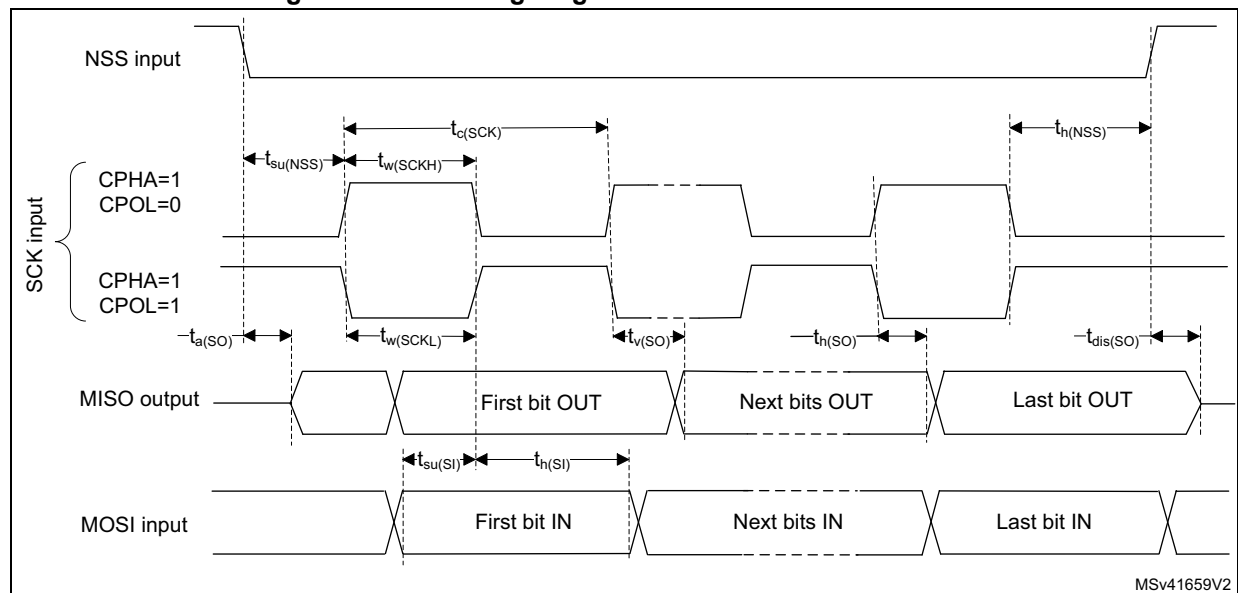 NSS input
tc(SCK)
th(NSS)
tsu(NSS)
tw(SCKH)
SCK input
CPHA=1
CPOL=0
CPHA=1
CPOL=1
ta(SO)
tw(SCKL)
tv(SO)
th(SO)
tdis(SO)
MISO output
First bit OUT
Next bits OUT
Last bit OUT
tsu(SI)
th(SI)
MOSI input
First bit IN
Next bits IN
Last bit IN
MSv41659V2